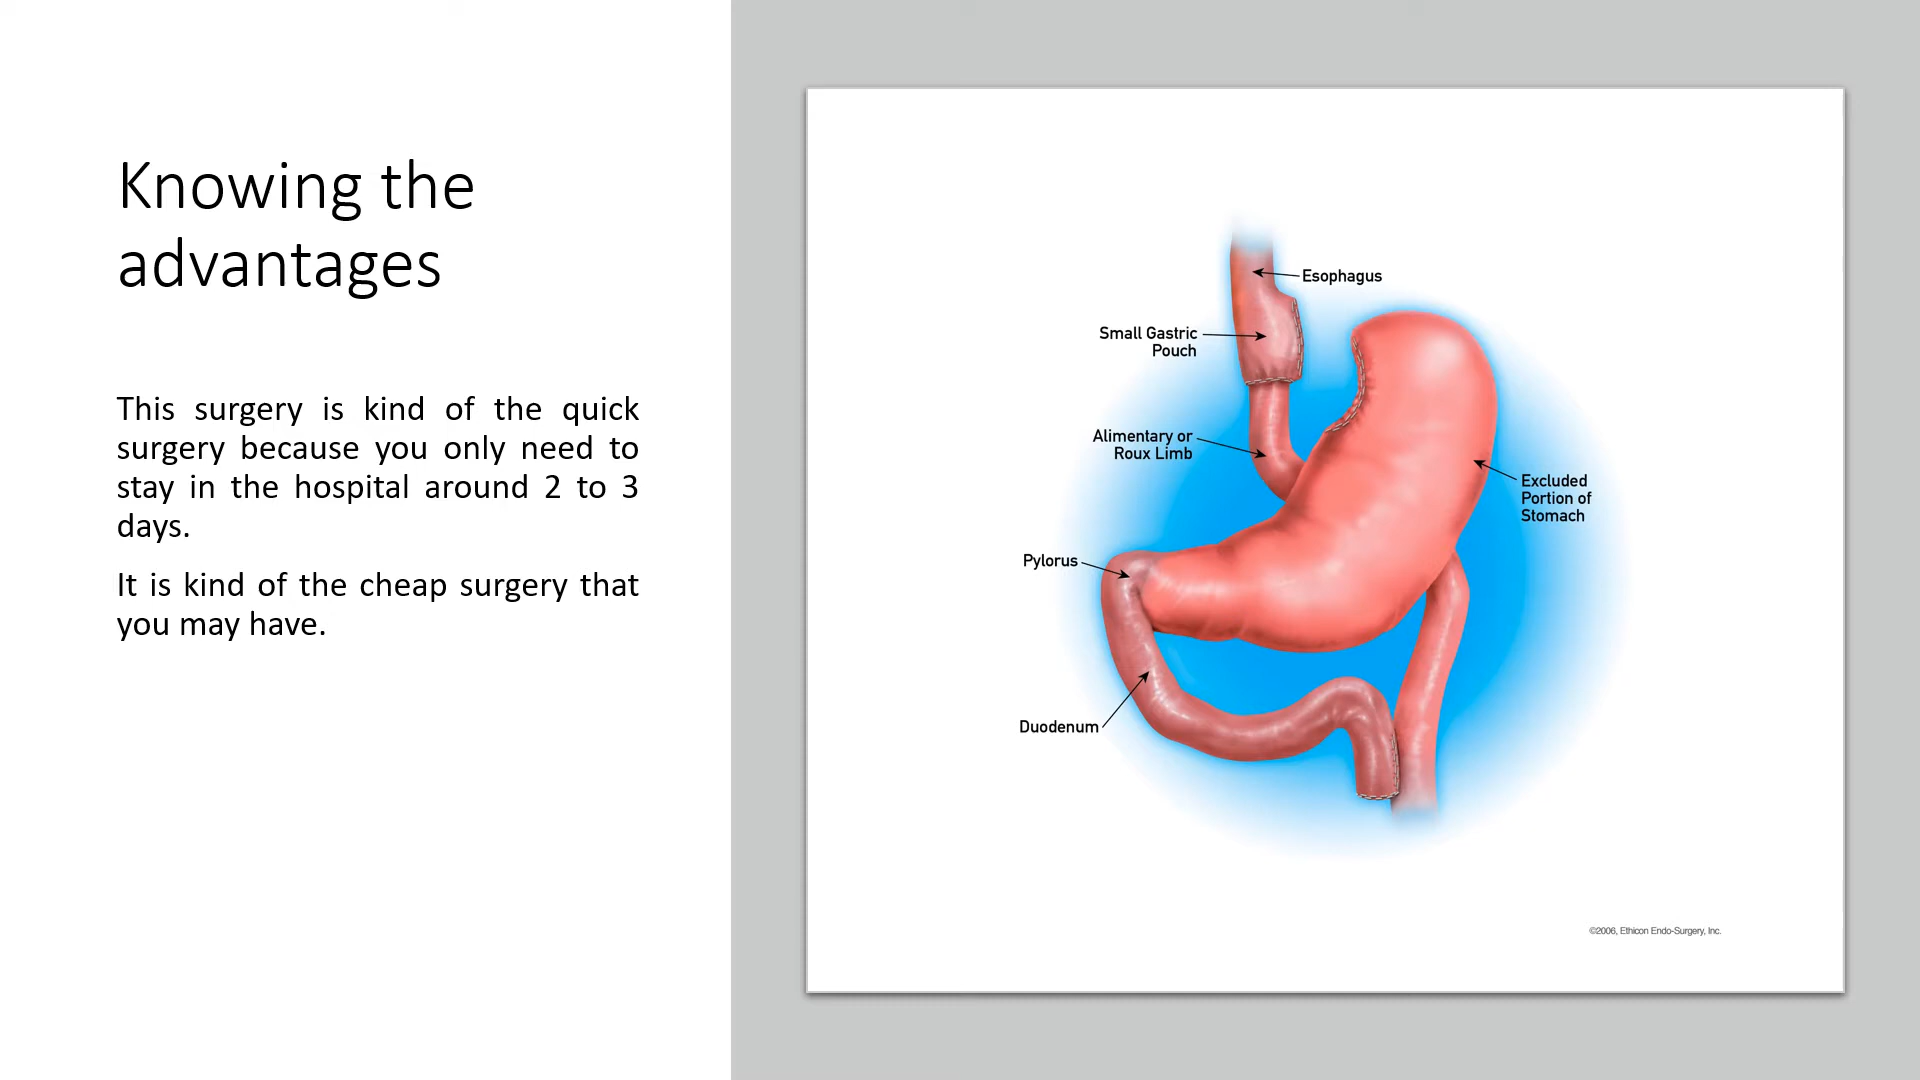 Knowing the
advantages
This surgery is kind of the quick
surgery because you only need to
stay in the hospital around 2 to 3
days.
It is kind of the cheap surgery that
you may have.
Esophagus
Small Gastric
Pouch
Alimentary or
Roux Limb
Excluded
Portion of
Stomach
Pylorus
Duodenum
©2006, Ethicon Endo-Surgery, Inc.